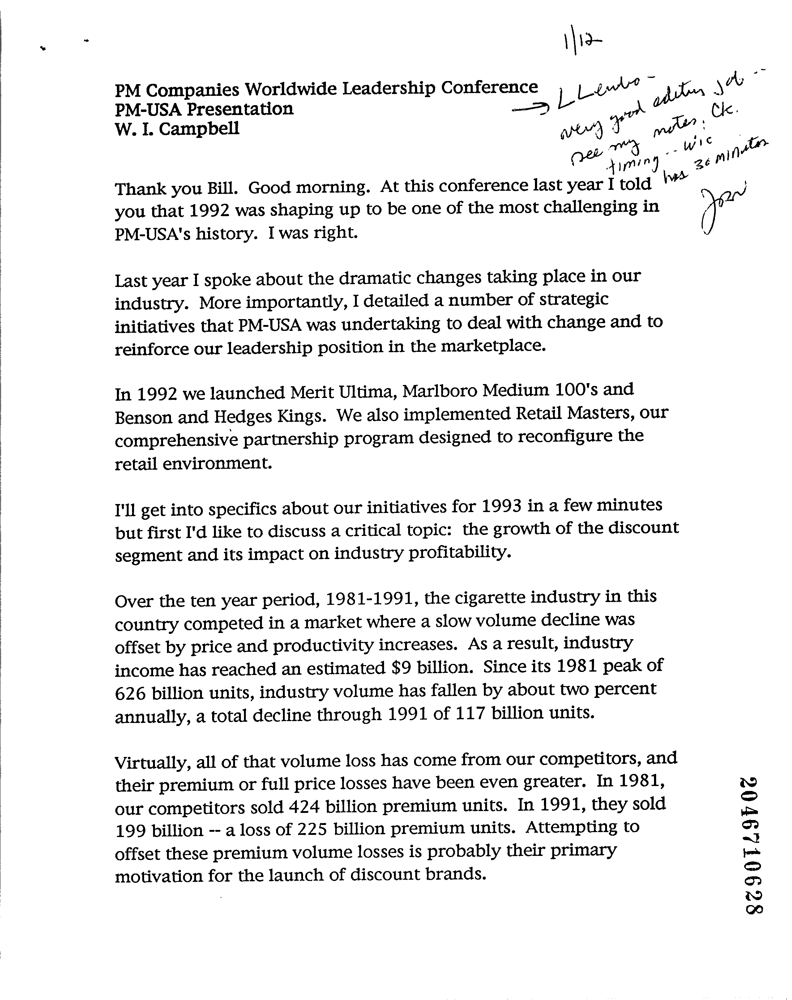 1/12
PM Companies Worldwide Leadership Conference
PM-USA Presentation
W. I. Campbell
very good editing job --
see my notes. Ck.
timing -- WIC
has 30 minutes
Thank you Bill. Good morning. At this conference last year I told
you that 1992 was shaping up to be one of the most challenging in
PM-USA's history. I was right.
Last year I spoke about the dramatic changes taking place in our
industry. More importantly, I detailed a number of strategic
initiatives that PM-USA was undertaking to deal with change and to
reinforce our leadership position in the marketplace.
In 1992 we launched Merit Ultima, Marlboro Medium 100's and
Benson and Hedges Kings. We also implemented Retail Masters, our
comprehensive partnership program designed to reconfigure the
retail environment.
I'll get into specifics about our initiatives for 1993 in a few minutes
but first I'd like to discuss a critical topic: the growth of the discount
segment and its impact on industry profitability.
Over the ten year period, 1981-1991, the cigarette industry in this
country competed in a market where a slow volume decline was
offset by price and productivity increases. As a result, industry
income has reached an estimated $9 billion. Since its 1981 peak of
626 billion units, industry volume has fallen by about two percent
annually, a total decline through 1991 of 117 billion units.
Virtually, all of that volume loss has come from our competitors, and
their premium or full price losses have been even greater. In 1981,
our competitors sold 424 billion premium units. In 1991, they sold
199 billion -- a loss of 225 billion premium units. Attempting to
offset these premium volume losses is probably their primary
motivation for the launch of discount brands.
2046710628